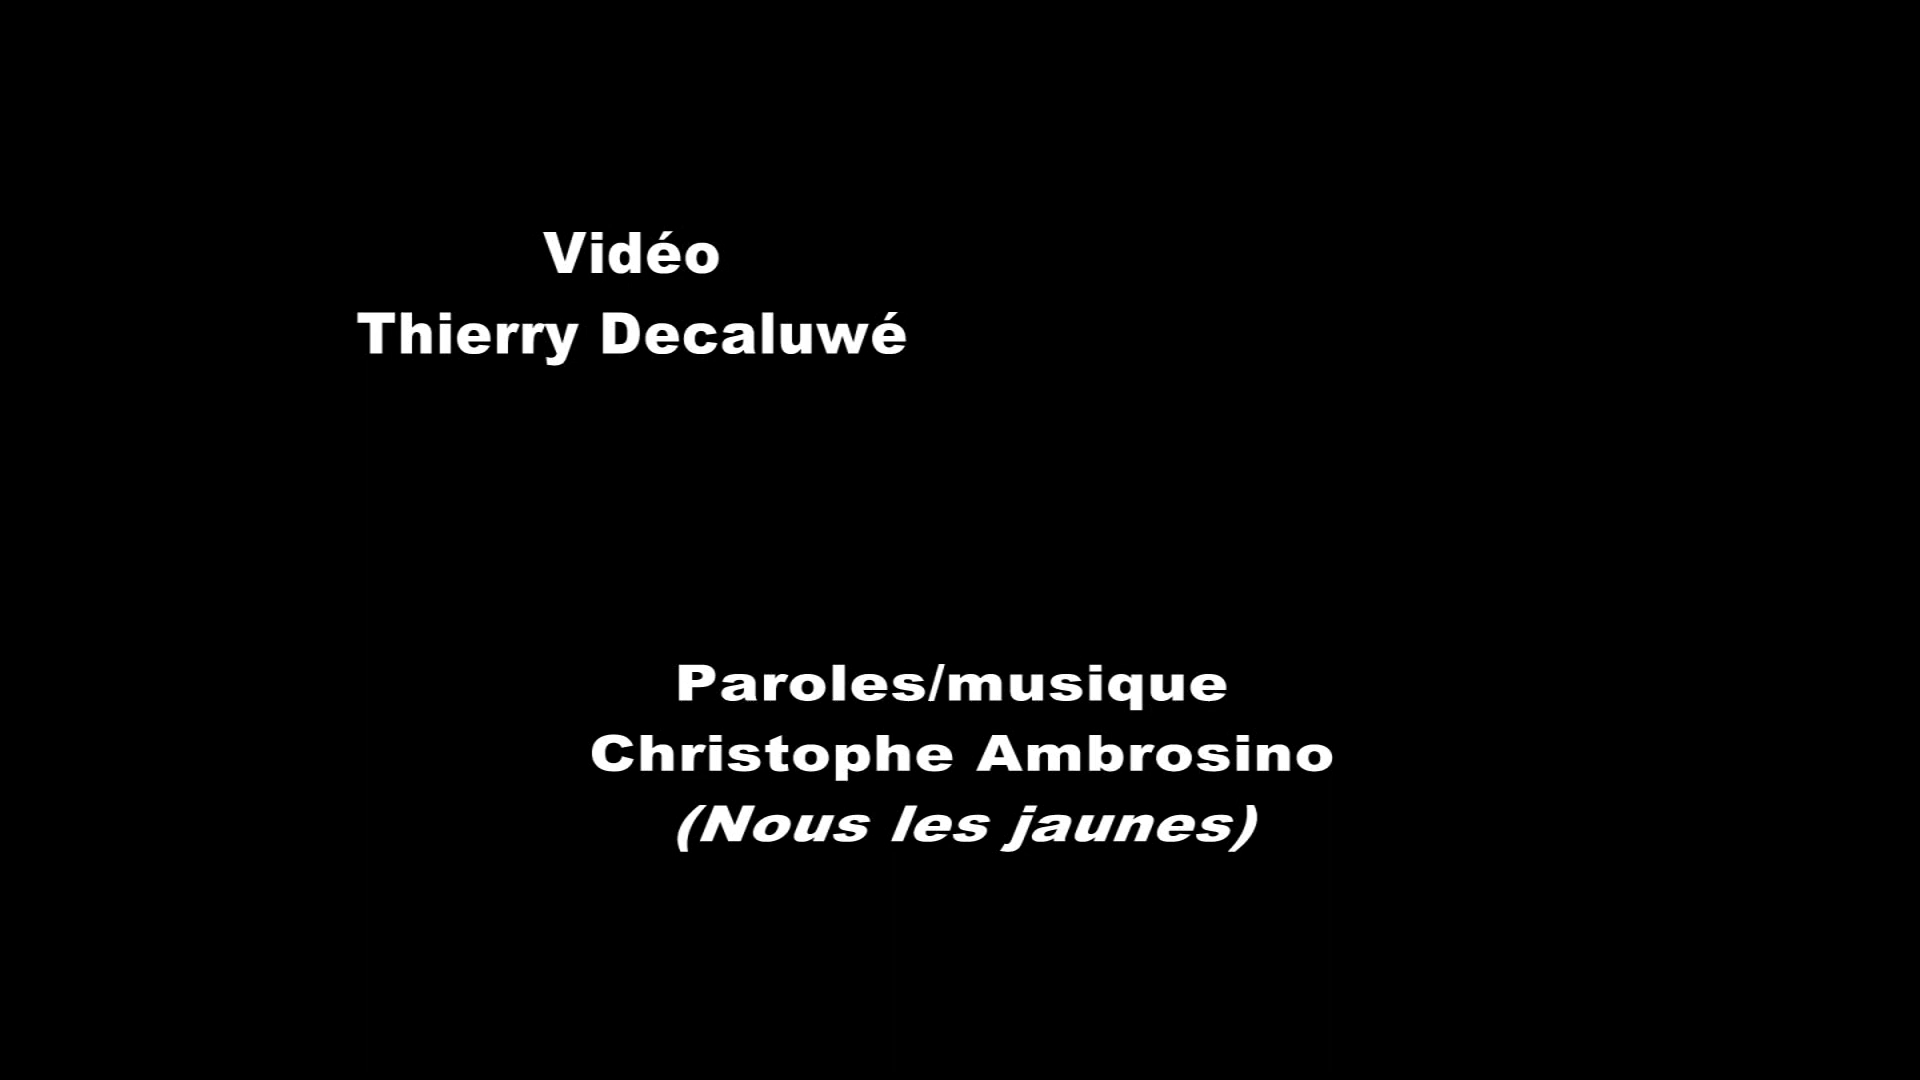 Vidéo
Thierry Decaluwé
Paroles/musique
Christophe Ambrosino
(Nous les jaunes)